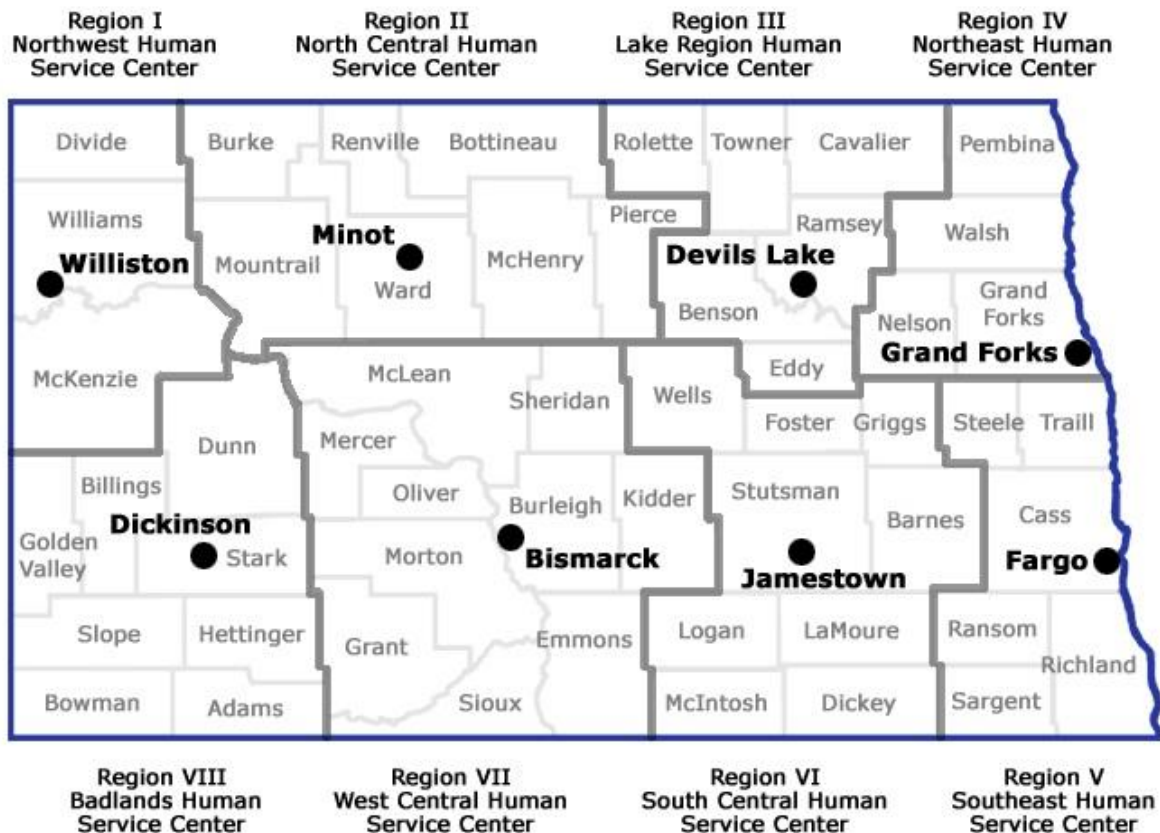 Region I
Northwest Human
Service Center
Region II
North Central Human
Service Center
Region III
Lake Region Human
Service Center
Region IV
Northeast Human
Service Center
Divide
Burke
Renville
Bottineau
Rolette
Towner
Cavalier
Pembina
Williams
Pierce
Ramsey
Walsh
Williston
Minot
Mountrail
Ward
McHenry
Devils Lake
Benson
Nelson
Grand
Forks
Grand Forks
McKenzie
McLean
Sheridan
Wells
Eddy
Dunn
Mercer
Foster
Griggs
Steele
Traill
Billings
Oliver
Burleigh
Kidder
Stutsman
Barnes
Cass
Golden
Valley
Dickinson
Stark
Morton
Bismarck
Jamestown
Fargo
Slope
Hettinger
Grant
Emmons
Logan
LaMoure
Ransom
Richland
Bowman
Adams
Sioux
McIntosh
Dickey
Sargent
Region VIII
Badlands Human
Service Center
Region VII
West Central Human
Service Center
Region VI
South Central Human
Service Center
Region V
Southeast Human
Service Center